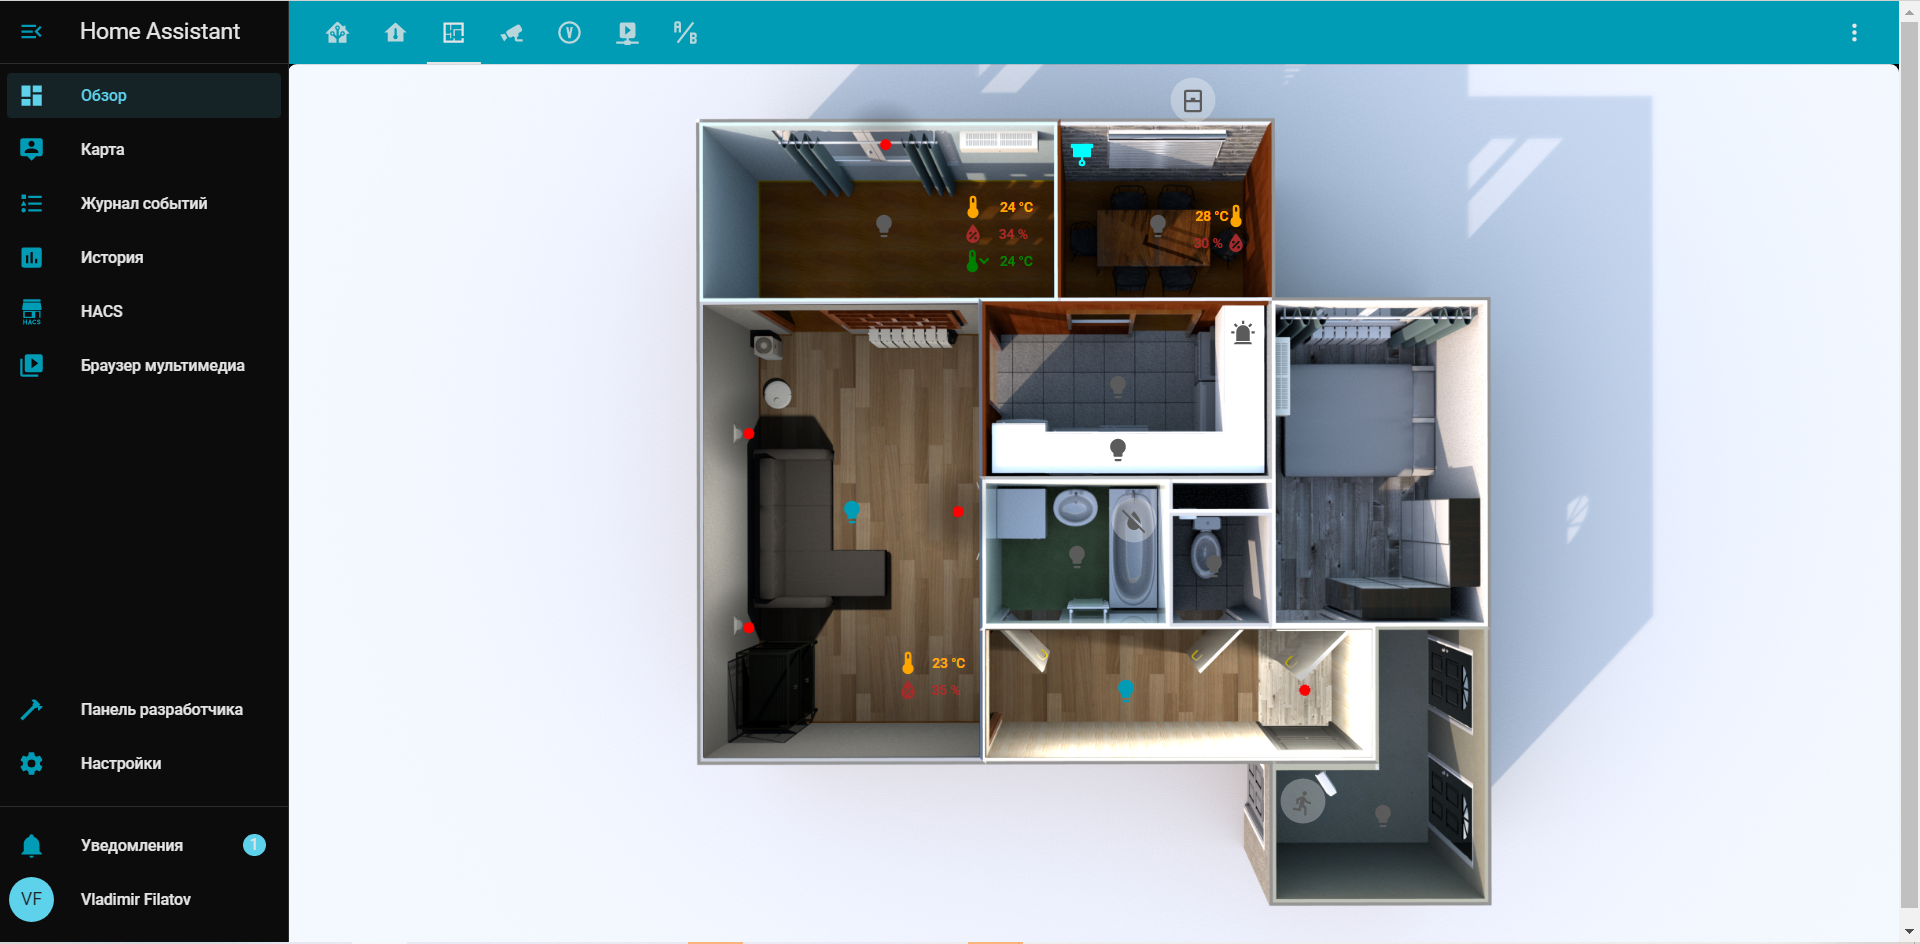 Home Assistant
Обзор
Карта
Журнал событий
История
HACS
HACS
Браузер мультимедиа
Панель разработчика
Настройки
Уведомления
1
VF
Vladimir Filatov
V
A/B
24 °C
34 %
24 °C
28 °C
30 %
23 °C
35 %